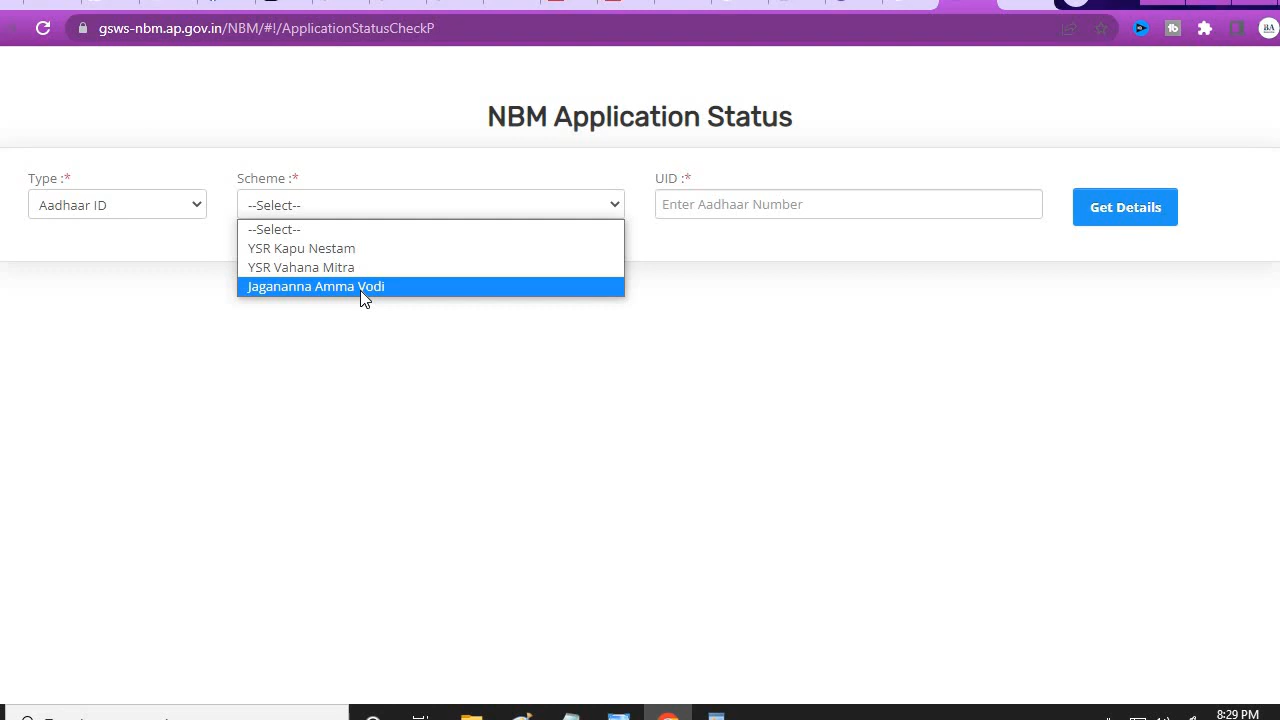 gsws-nbm.ap.gov.in/NBM/#!/ApplicationStatusCheckP
BA
NBM Application Status
Type :*
Scheme :*
UID :*
Aadhaar ID
--Select--
Enter Aadhaar Number
Get Details
--Select--
YSR Kapu Nestam
YSR Vahana Mitra
Jagananna Amma Vodi
8:29 PM